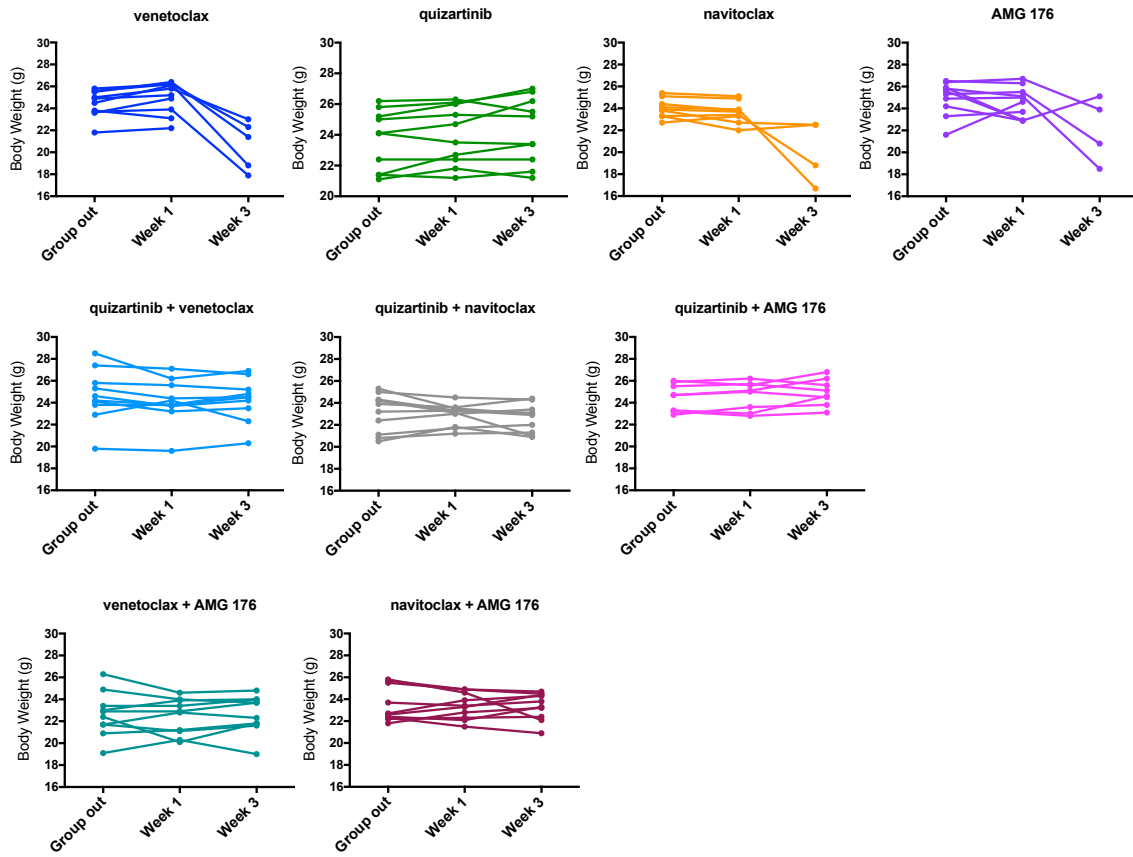 venetoclax
Body Weight (g)
30
28
26
24
22
20
18
16
Group out
Week 1
Week 3
quizartinib
Body Weight (g)
28
26
24
22
20
Group out
Week 1
Week 3
navitoclax
Body Weight (g)
30
28
26
24
22
20
18
16
Group out
Week 1
Week 3
AMG 176
Body Weight (g)
30
28
26
24
22
20
18
16
Group out
Week 1
Week 3
quizartinib + venetoclax
Body Weight (g)
30
28
26
24
22
20
18
16
Group out
Week 1
Week 3
quizartinib + navitoclax
Body Weight (g)
30
28
26
24
22
20
18
16
Group out
Week 1
Week 3
quizartinib + AMG 176
Body Weight (g)
30
28
26
24
22
20
18
16
Group out
Week 1
Week 3
venetoclax + AMG 176
Body Weight (g)
30
28
26
24
22
20
18
16
Group out
Week 1
Week 3
navitoclax + AMG 176
Body Weight (g)
30
28
26
24
22
20
18
16
Group out
Week 1
Week 3